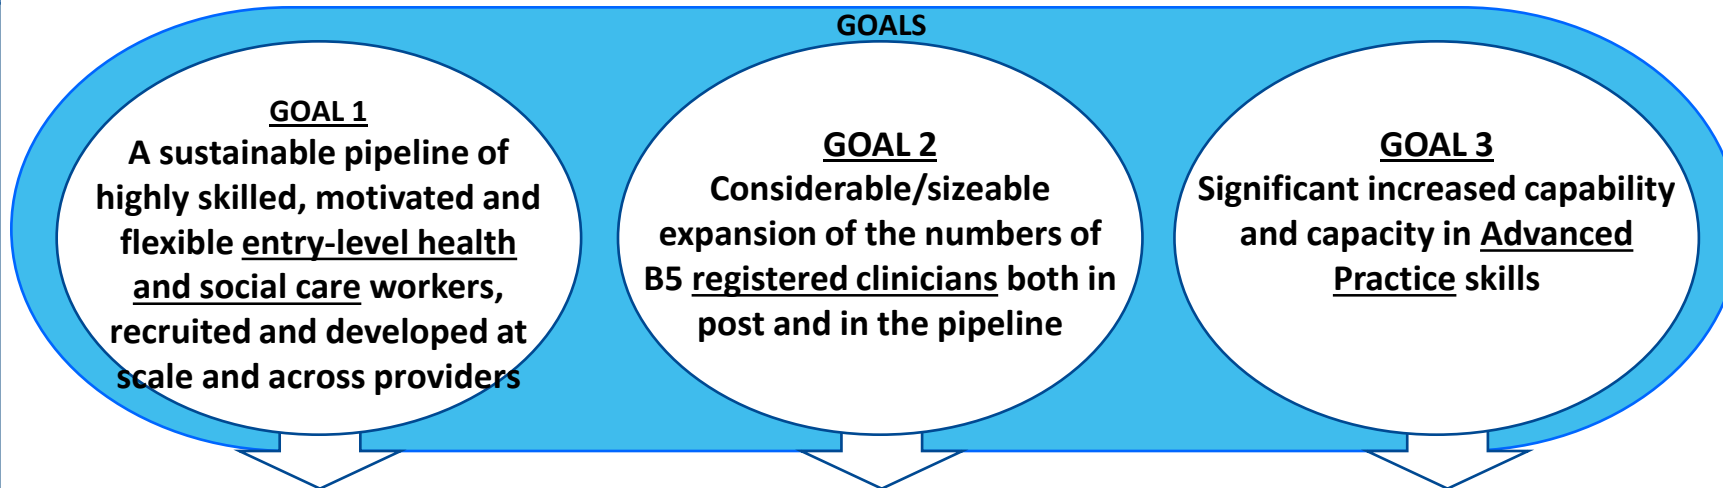 GOALS
GOAL 1
A sustainable pipeline of
highly skilled, motivated and
flexible entry-level health
and social care workers,
recruited and developed at
scale and across providers
GOAL 2
Considerable/sizeable
expansion of the numbers of
B5 registered clinicians both in
post and in the pipeline
GOAL 3
Significant increased capability
and capacity in Advanced
Practice skills